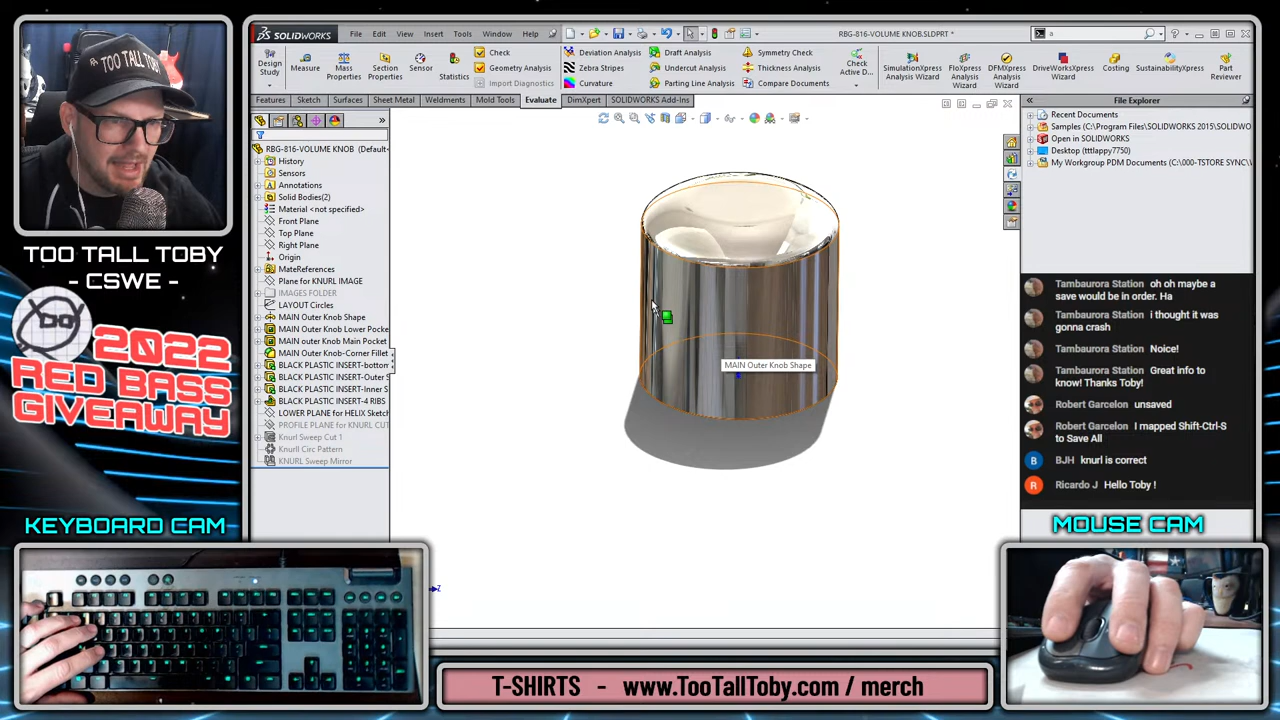 TOO TALL TOBY
TOO TALL TOBY
- CSWE -
2022
RED BASS
GIVEAWAY
KEYBOARD CAM
SOLIDWORKS
File
Edit
View
Insert
Tools
Window
Help
RBG-816-VOLUME KNOB.SLDPRT *
a
Design
Study
Measure
Mass
Properties
Section
Properties
Sensor
Statistics
Check
Geometry Analysis
Import Diagnostics
Deviation Analysis
Zebra Stripes
Curvature
Draft Analysis
Undercut Analysis
Parting Line Analysis
Symmetry Check
Thickness Analysis
Compare Documents
Check
Active D...
SimulationXpress
Analysis Wizard
FloXpress
Analysis
Wizard
DFMXpress
Analysis
Wizard
DriveWorksXpress
Wizard
Costing
SustainabilityXpress
Part
Reviewer
Features
Sketch
Surfaces
Sheet Metal
Weldments
Mold Tools
Evaluate
DimXpert
SOLIDWORKS Add-Ins
RBG-816-VOLUME KNOB (Default<
History
Sensors
Annotations
Solid Bodies(2)
Material <not specified>
Front Plane
Top Plane
Right Plane
Origin
MateReferences
Plane for KNURL IMAGE
IMAGES FOLDER
LAYOUT Circles
MAIN Outer Knob Shape
MAIN Outer Knob Lower Pocke
MAIN outer Knob Main Pocket
MAIN Outer Knob-Corner Fillet
BLACK PLASTIC INSERT-bottom
BLACK PLASTIC INSERT-Outer S
BLACK PLASTIC INSERT-Inner S
BLACK PLASTIC INSERT-4 RIBS
LOWER PLANE for HELIX Sketch
PROFILE PLANE for KNURL CUT
Knurl Sweep Cut 1
Knurll Circ Pattern
KNURL Sweep Mirror
MAIN Outer Knob Shape
Z
File Explorer
Recent Documents
Samples (C:\Program Files\SOLIDWORKS 2015\SOLIDWO
Open in SOLIDWORKS
Desktop (tttlappy7750)
My Workgroup PDM Documents (C:\000-TSTORE SYNC\
Tambaurora Station oh oh maybe a
save would be in order. Ha
Tambaurora Station i thought it was
gonna crash
Tambaurora Station Noice!
Tambaurora Station Great info to
know! Thanks Toby!
Robert Garcelon unsaved
Robert Garcelon I mapped Shift-Ctrl-S
to Save All
B BJH knurl is correct
R Ricardo J Hello Toby !
MOUSE CAM
T-SHIRTS - www.TooTallToby.com / merch